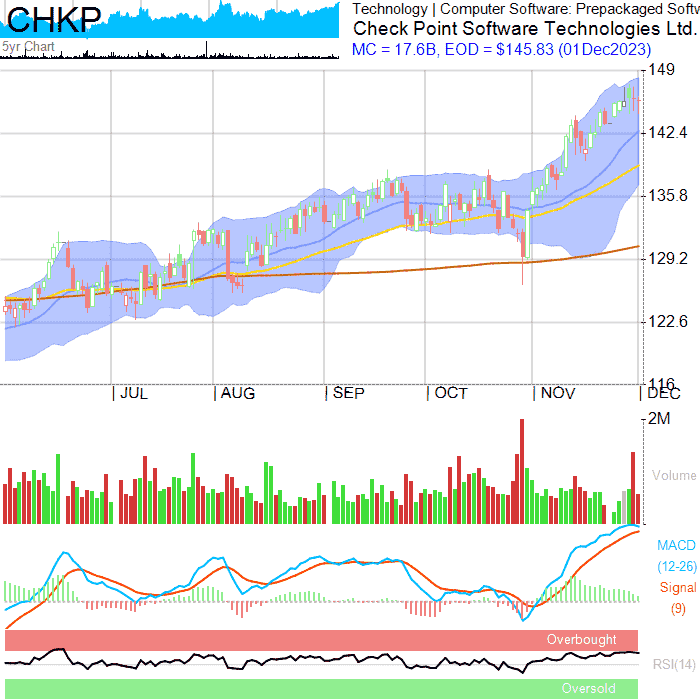 CHKP
5yr Chart
Technology | Computer Software: Prepackaged Softw
Check Point Software Technologies Ltd.
MC = 17.6B, EOD = $145.83 (01Dec2023)
149
142.4
135.8
129.2
122.6
116
JUL
AUG
SEP
OCT
NOV
DEC
2M
Volume
MACD
(12-26)
Signal
(9)
Overbought
RSI(14)
Oversold